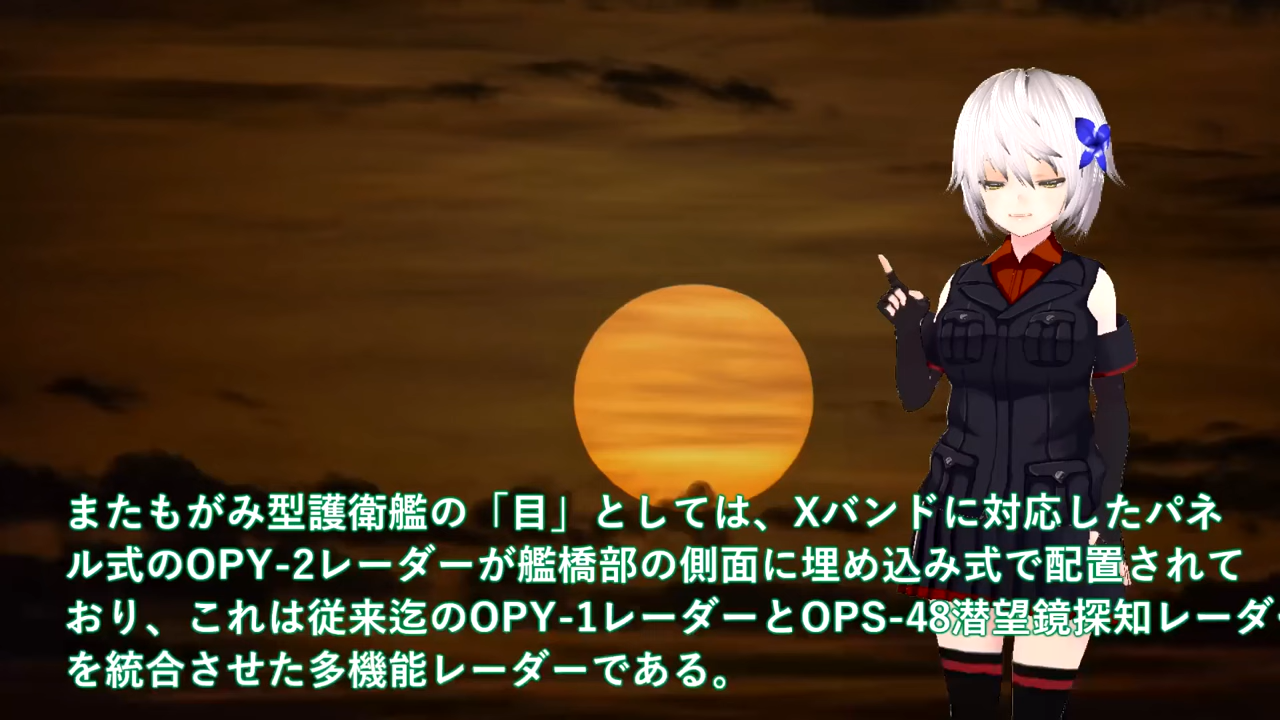 またもがみ型護衛艦の「目」としては、Xバンドに対応したパネ
ル式のOPY-2レーダーが艦橋部の側面に埋め込み式で配置されて
おり、これは従来迄のOPY-1レーダーとOPS-48潜望鏡探知レーダー
を統合させた多機能レーダーである。